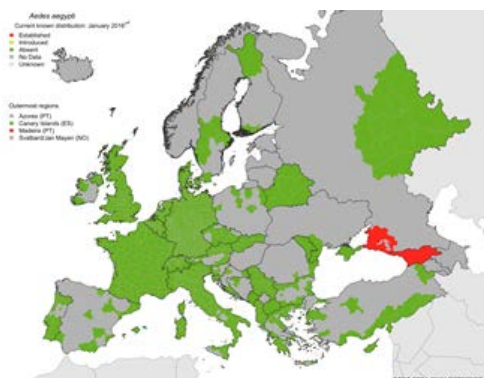 Aedes aegypti
Current known distribution: January 2016
Established
Introduced
Absent
No Data
Unknown
Outermost regions
Azores (PT)
Canary Islands (ES)
Madeira (PT)
Svalbard/Jan Mayen (NO)